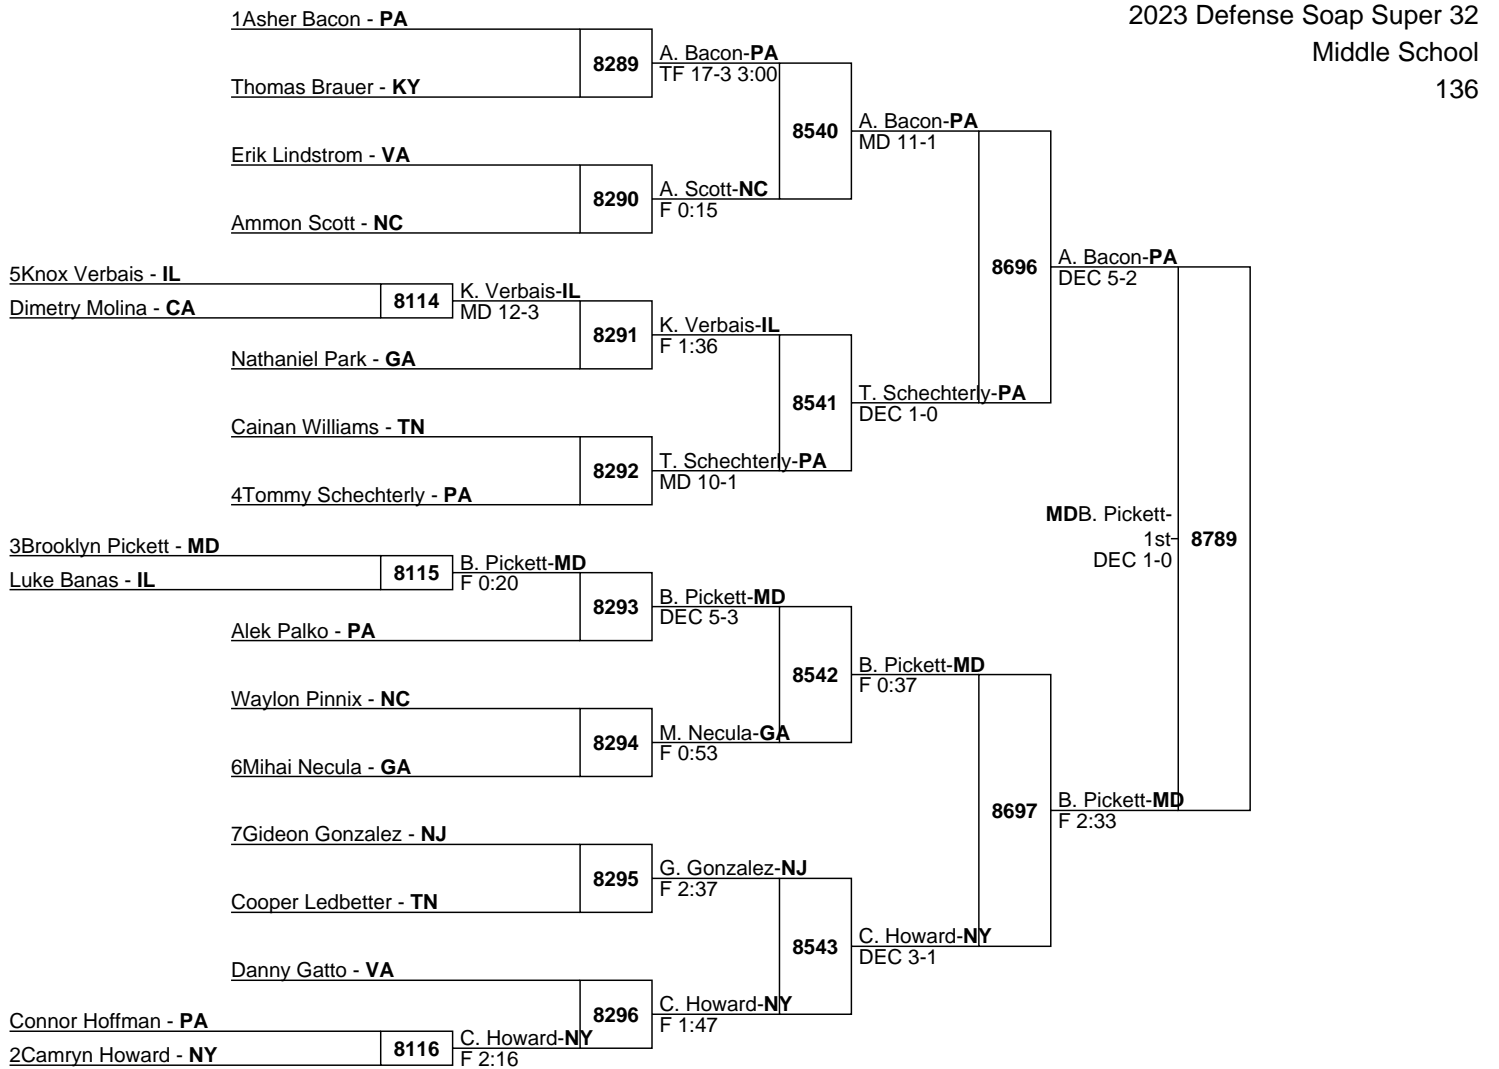 2023 Defense Soap Super 32
Middle School
136
1Asher Bacon - PA
8289
A. Bacon-PA
TF 17-3 3:00
Thomas Brauer - KY
8540
A. Bacon-PA
MD 11-1
Erik Lindstrom - VA
8290
A. Scott-NC
F 0:15
Ammon Scott - NC
8696
A. Bacon-PA
DEC 5-2
5Knox Verbais - IL
Dimetry Molina - CA
8114
K. Verbais-IL
MD 12-3
8291
K. Verbais-IL
F 1:36
Nathaniel Park - GA
8541
T. Schechterly-PA
DEC 1-0
Cainan Williams - TN
8292
T. Schechterly-PA
MD 10-1
4Tommy Schechterly - PA
MDB. Pickett-
1st
DEC 1-0
8789
3Brooklyn Pickett - MD
Luke Banas - IL
8115
B. Pickett-MD
F 0:20
8293
B. Pickett-MD
DEC 5-3
Alek Palko - PA
8542
B. Pickett-MD
F 0:37
Waylon Pinnix - NC
8294
M. Necula-GA
F 0:53
6Mihai Necula - GA
8697
B. Pickett-MD
F 2:33
7Gideon Gonzalez - NJ
8295
G. Gonzalez-NJ
F 2:37
Cooper Ledbetter - TN
8543
C. Howard-NY
DEC 3-1
Danny Gatto - VA
8296
C. Howard-NY
F 1:47
Connor Hoffman - PA
2Camryn Howard - NY
8116
C. Howard-NY
F 2:16